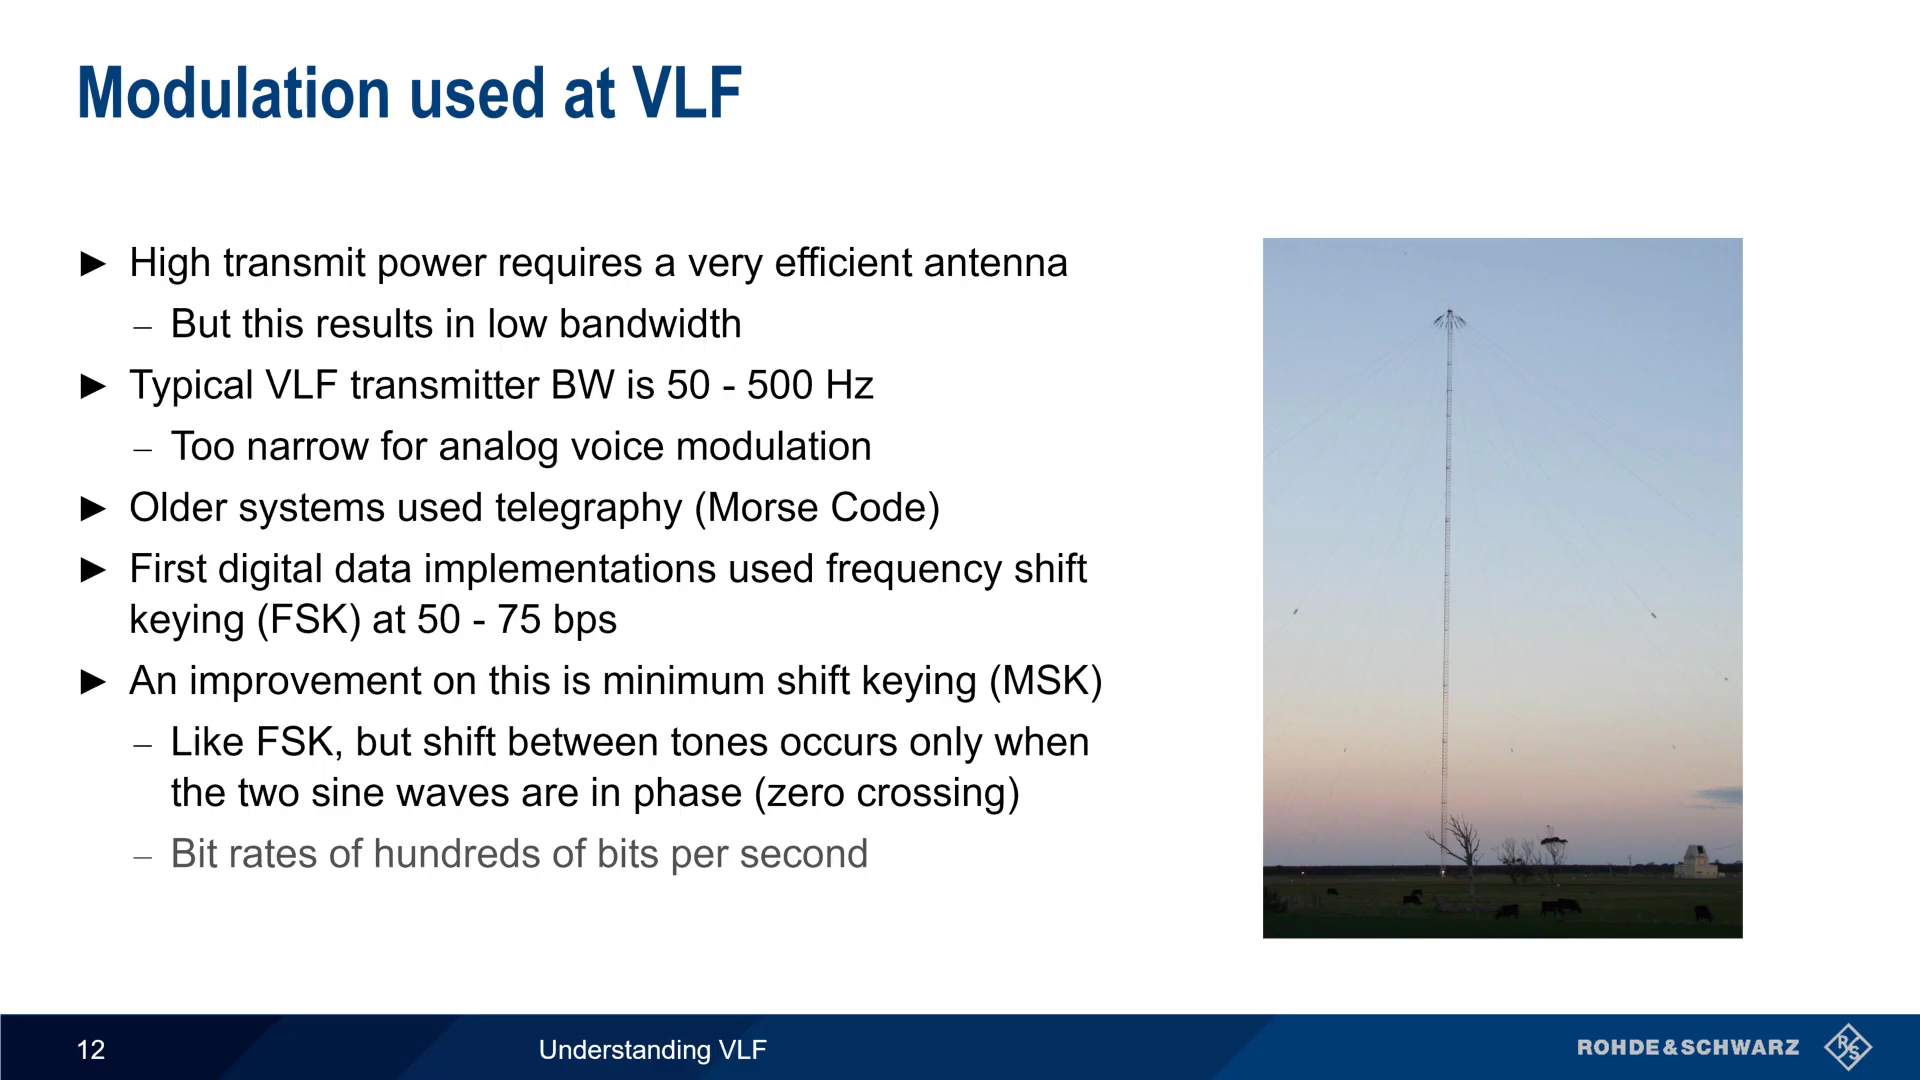 Modulation used at VLF
► High transmit power requires a very efficient antenna
– But this results in low bandwidth
► Typical VLF transmitter BW is 50 - 500 Hz
– Too narrow for analog voice modulation
► Older systems used telegraphy (Morse Code)
► First digital data implementations used frequency shift
keying (FSK) at 50 - 75 bps
► An improvement on this is minimum shift keying (MSK)
– Like FSK, but shift between tones occurs only when
the two sine waves are in phase (zero crossing)
– Bit rates of hundreds of bits per second
12
Understanding VLF
ROHDE&SCHWARZ
R&S